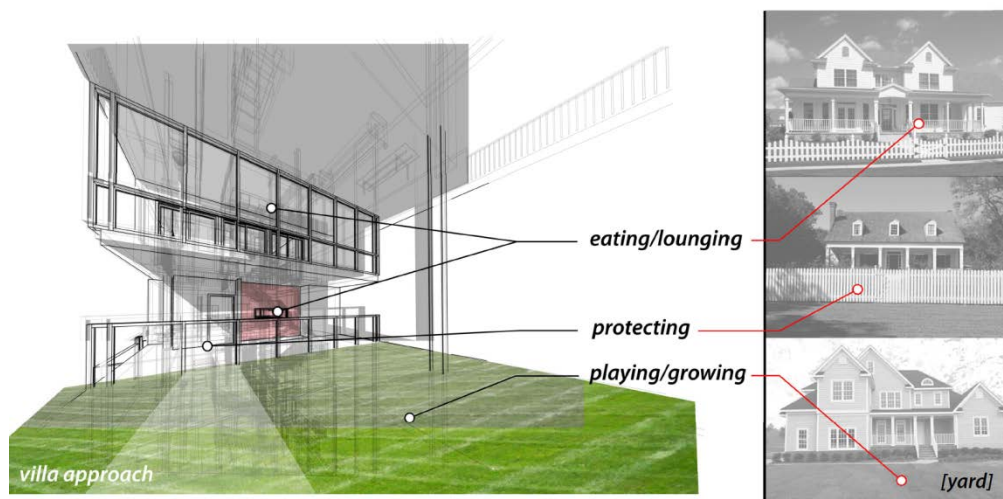 eating/lounging
protecting
playing/growing
villa approach
[yard]